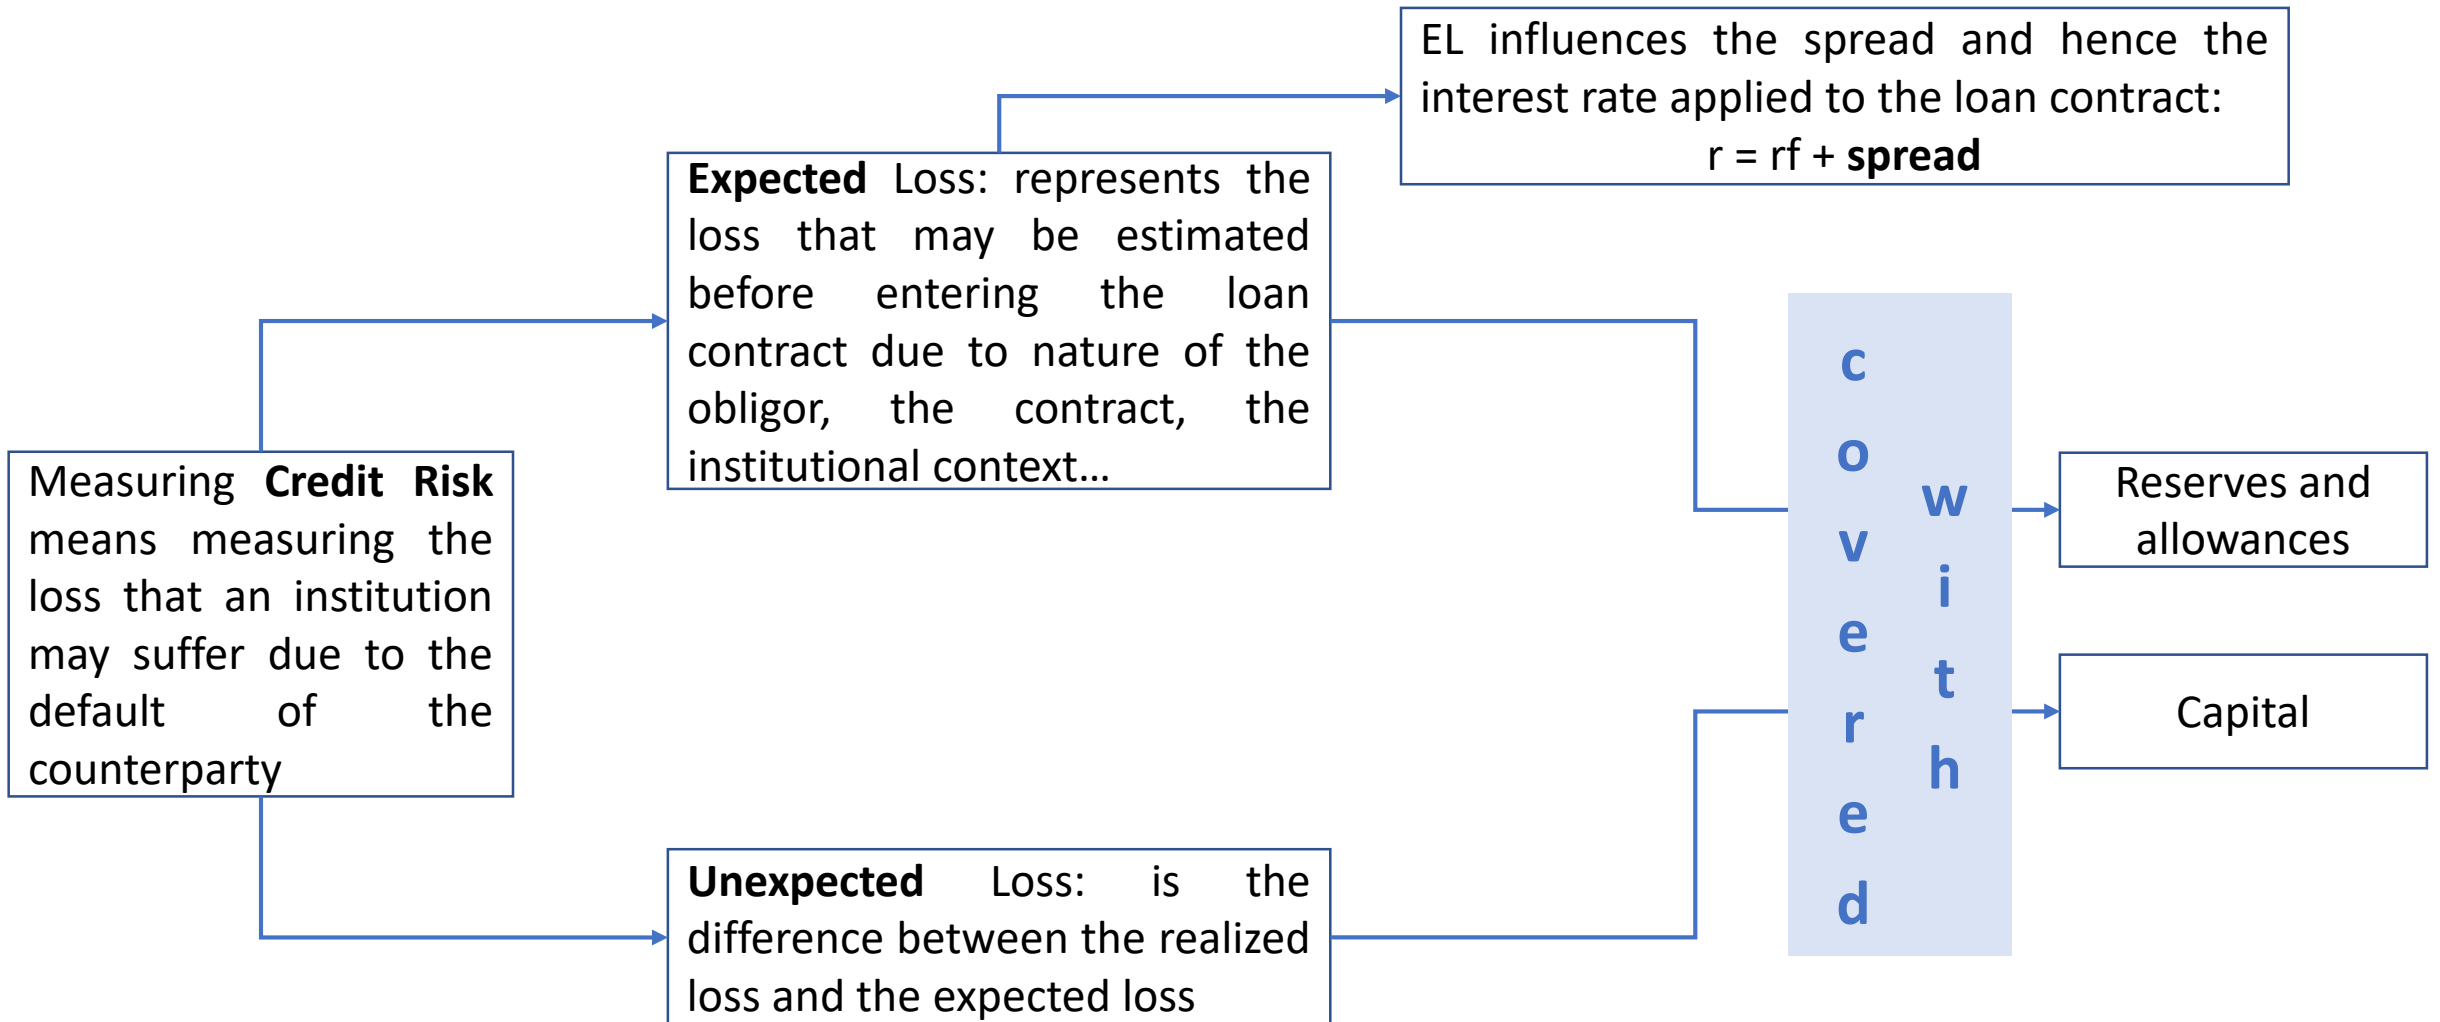 EL influences the spread and hence the
interest rate applied to the loan contract:
r = rf + spread
Expected Loss: represents the
loss that may be estimated
before entering the loan
contract due to nature of the
obligor, the contract, the
institutional context…
Measuring Credit Risk
means measuring the
loss that an institution
may suffer due to the
default of the
counterparty
Unexpected Loss: is the
difference between the realized
loss and the expected loss
covered
with
Reserves and
allowances
Capital